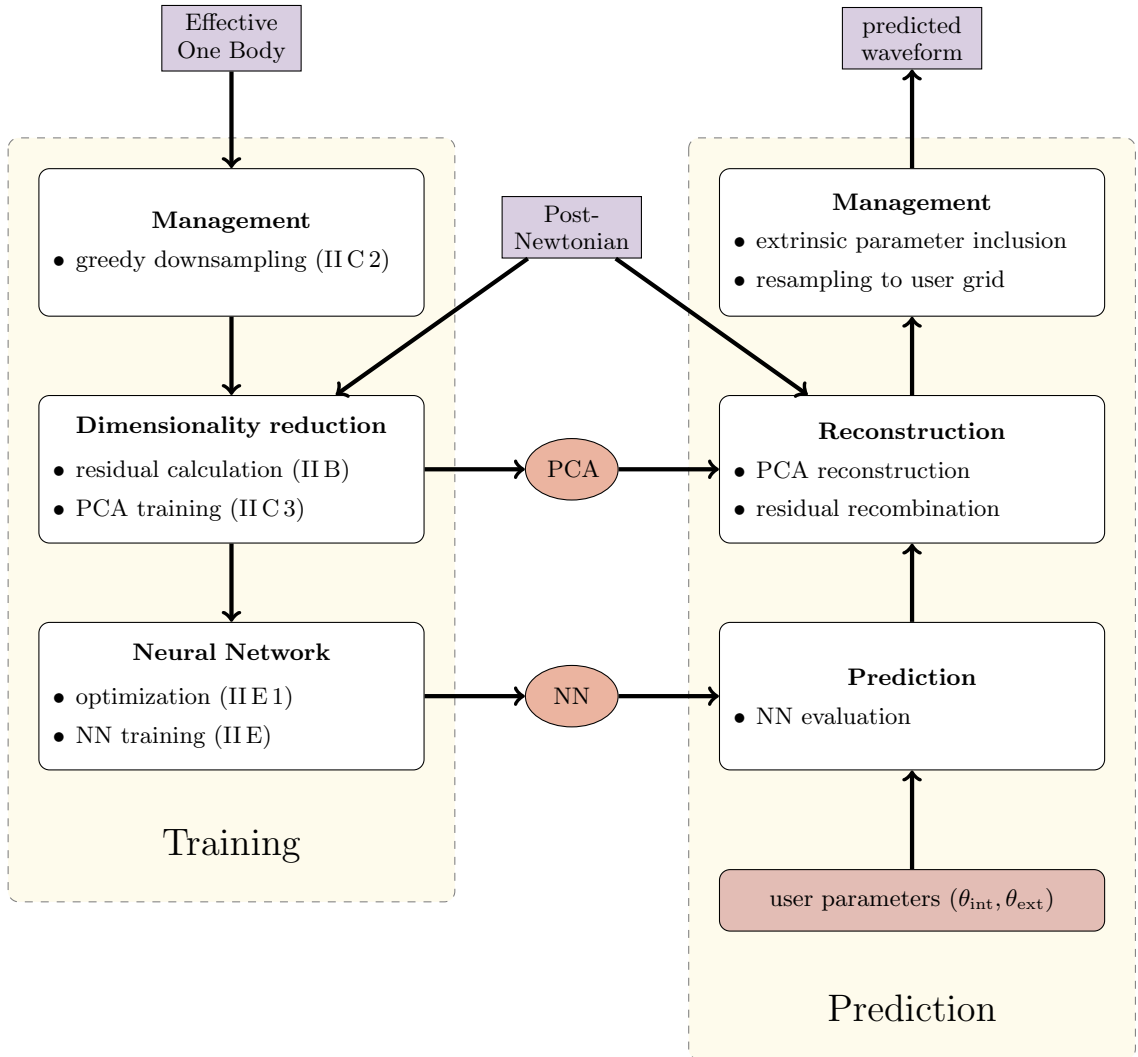 Effective
One Body
Management
• greedy downsampling (II C 2)
Dimensionality reduction
• residual calculation (II B)
• PCA training (II C 3)
Neural Network
• optimization (II E 1)
• NN training (II E)
Training
Post-
Newtonian
PCA
NN
predicted
waveform
Management
• extrinsic parameter inclusion
• resampling to user grid
Reconstruction
• PCA reconstruction
• residual recombination
Prediction
• NN evaluation
user parameters (θint, θext)
Prediction